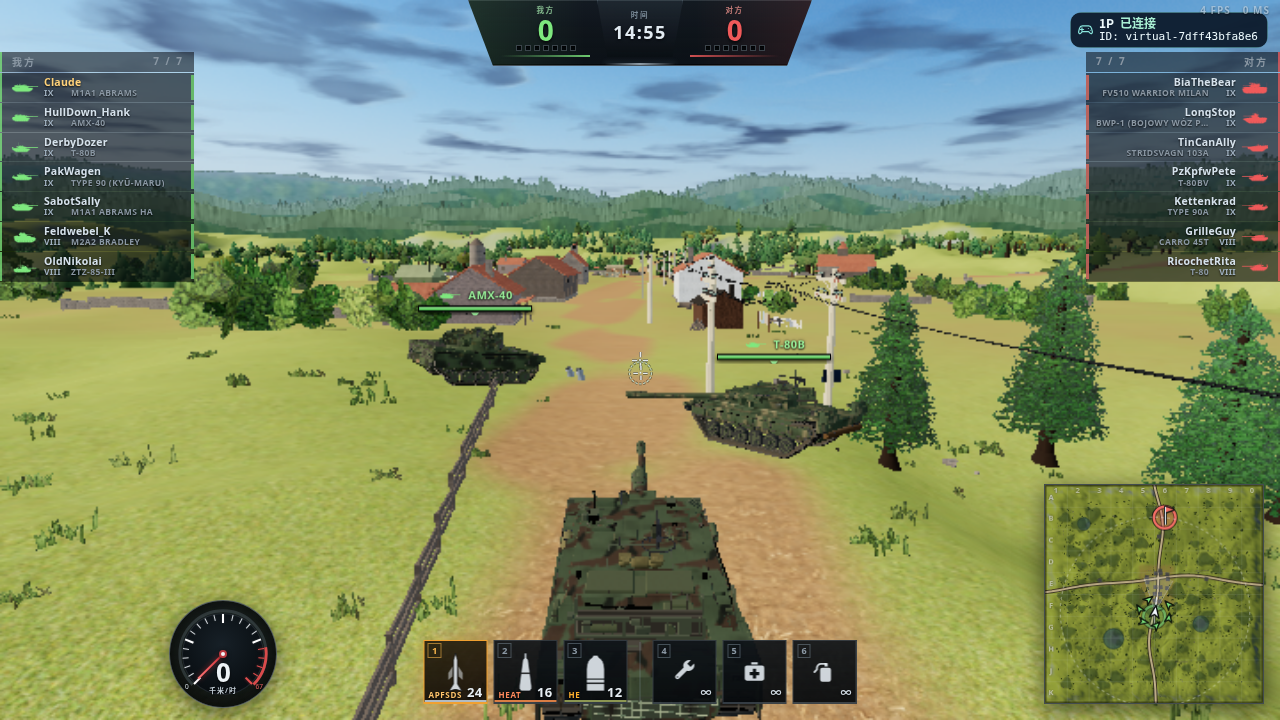 4 FPS 0 MS
我方
0
时间
14:55
对方
0
1P 已连接
ID: virtual-7dff43bfa8e6
我方 7 / 7
Claude
IX M1A1 ABRAMS
HullDown_Hank
IX AMX-40
DerbyDozer
IX T-80B
PakWagen
IX TYPE 90 (KYŪ-MARU)
SabotSally
IX M1A1 ABRAMS HA
Feldwebel_K
VIII M2A2 BRADLEY
OldNikolai
VIII ZTZ-85-III
7 / 7 对方
BiaTheBear
FV510 WARRIOR MILAN IX
LongStop
BWP-1 (BOJOWY WOZ P... IX
TinCanAlly
STRIDSVAGN 103A IX
PzKpfwPete
T-80BV IX
Kettenkrad
TYPE 90A IX
GrilleGuy
CARRO 45T VIII
RicochetRita
T-80 VIII
AMX-40
T-80B
0
千米/时
0
67
1
APFSDS 24
2
HEAT 16
3
HE 12
4
∞
5
∞
6
∞